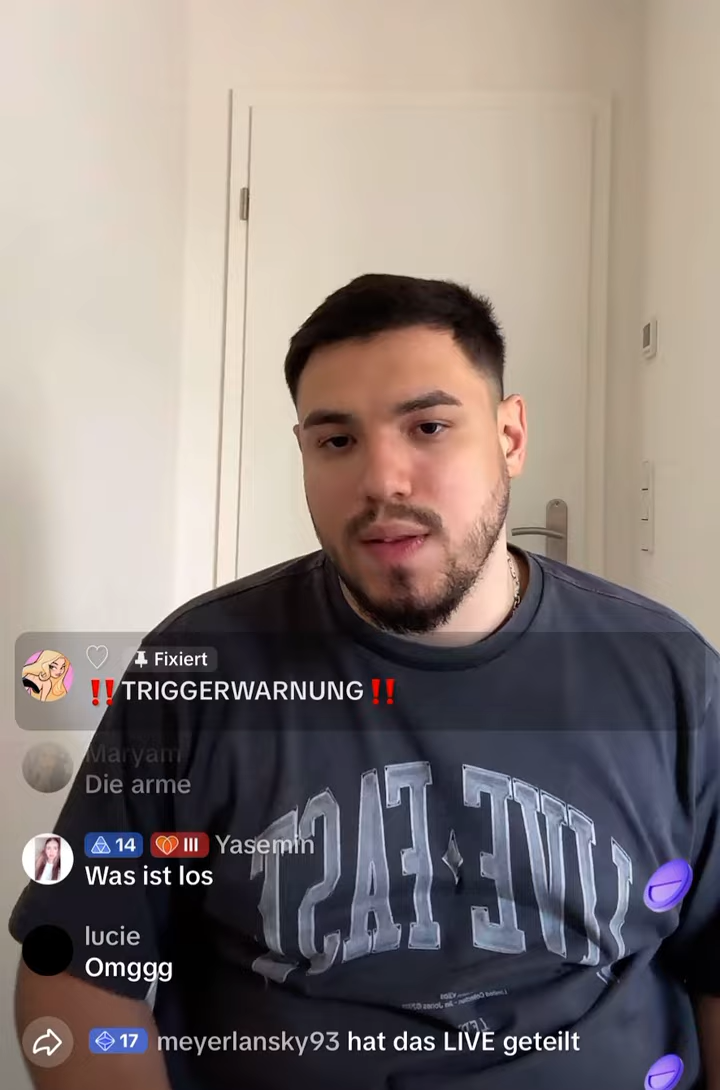 Fixiert
‼️TRIGGERWARNUNG‼️
Maryam
Die arme
14 III Yasemin
Was ist los
LIVE FAST
lucie
Omggg
17 meyerlansky93 hat das LIVE geteilt